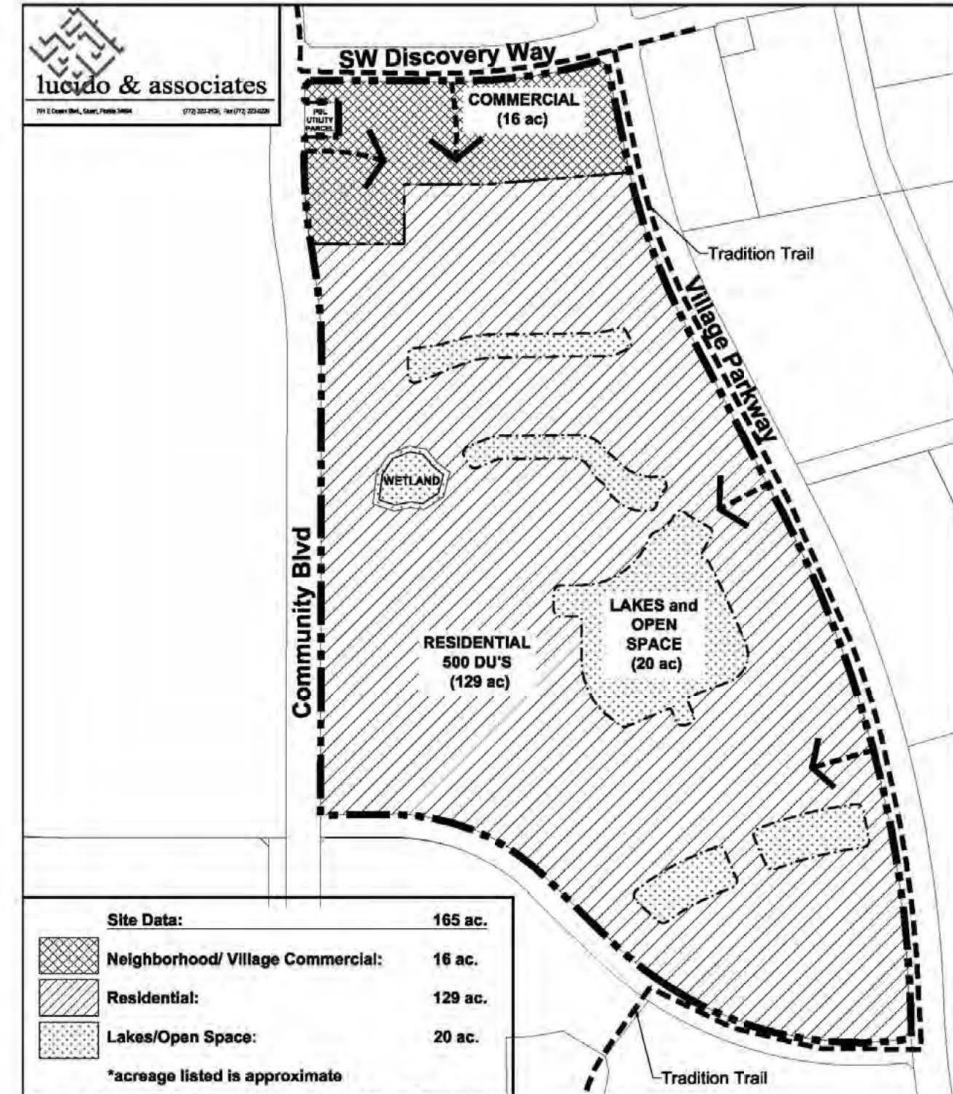 lucido & associates
SW Discovery Way
COMMERCIAL
(16 ac)
PSL
UTILITY
PARCEL
Tradition Trail
Village Parkway
WETLAND
Community Blvd
LAKES and
OPEN
SPACE
(20 ac)
RESIDENTIAL
500 DU'S
(129 ac)
Site Data: 165 ac.
Neighborhood/ Village Commercial: 16 ac.
Residential: 129 ac.
Lakes/Open Space: 20 ac.
*acreage listed is approximate
Tradition Trail